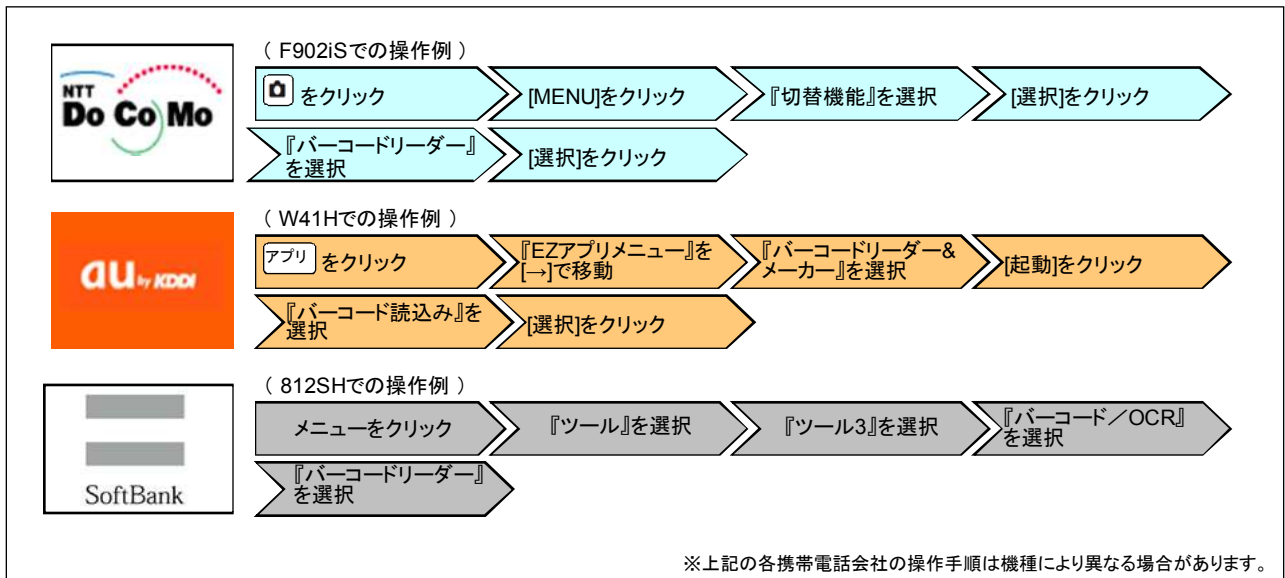 NTT
Do Co Mo
( F902iSでの操作例 )
をクリック
[MENU]をクリック
『切替機能』を選択
[選択]をクリック
『バーコードリーダー』
を選択
[選択]をクリック
au by KDDI
( W41Hでの操作例 )
アプリ をクリック
『EZアプリメニュー』を
[→]で移動
『バーコードリーダー&
メーカー』を選択
[起動]をクリック
『バーコード読込み』を
選択
[選択]をクリック
SoftBank
( 812SHでの操作例 )
メニューをクリック
『ツール』を選択
『ツール3』を選択
『バーコード／OCR』
を選択
『バーコードリーダー』
を選択
※上記の各携帯電話会社の操作手順は機種により異なる場合があります。